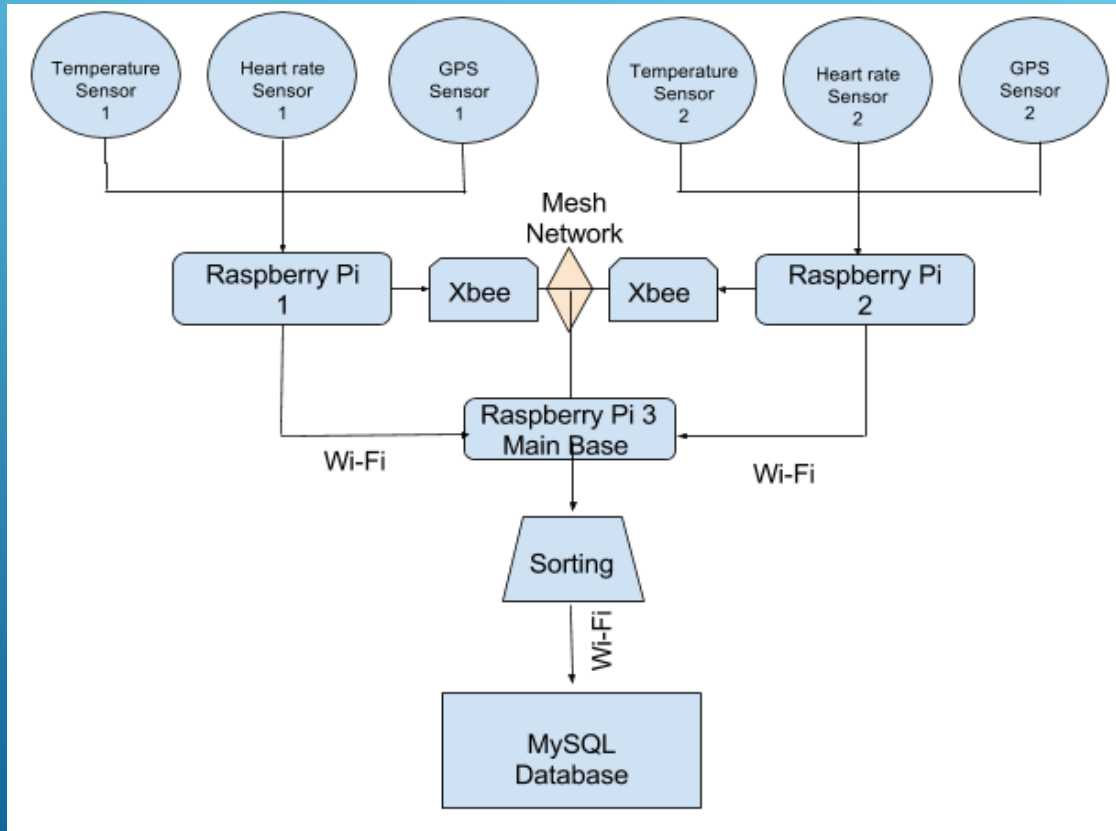 Temperature
Sensor
1
Heart rate
Sensor
1
GPS
Sensor
1
Temperature
Sensor
2
Heart rate
Sensor
2
GPS
Sensor
2
Mesh
Network
Raspberry Pi
1
Xbee
Xbee
Raspberry Pi
2
Raspberry Pi 3
Main Base
Wi-Fi
Wi-Fi
Sorting
Wi-Fi
MySQL
Database